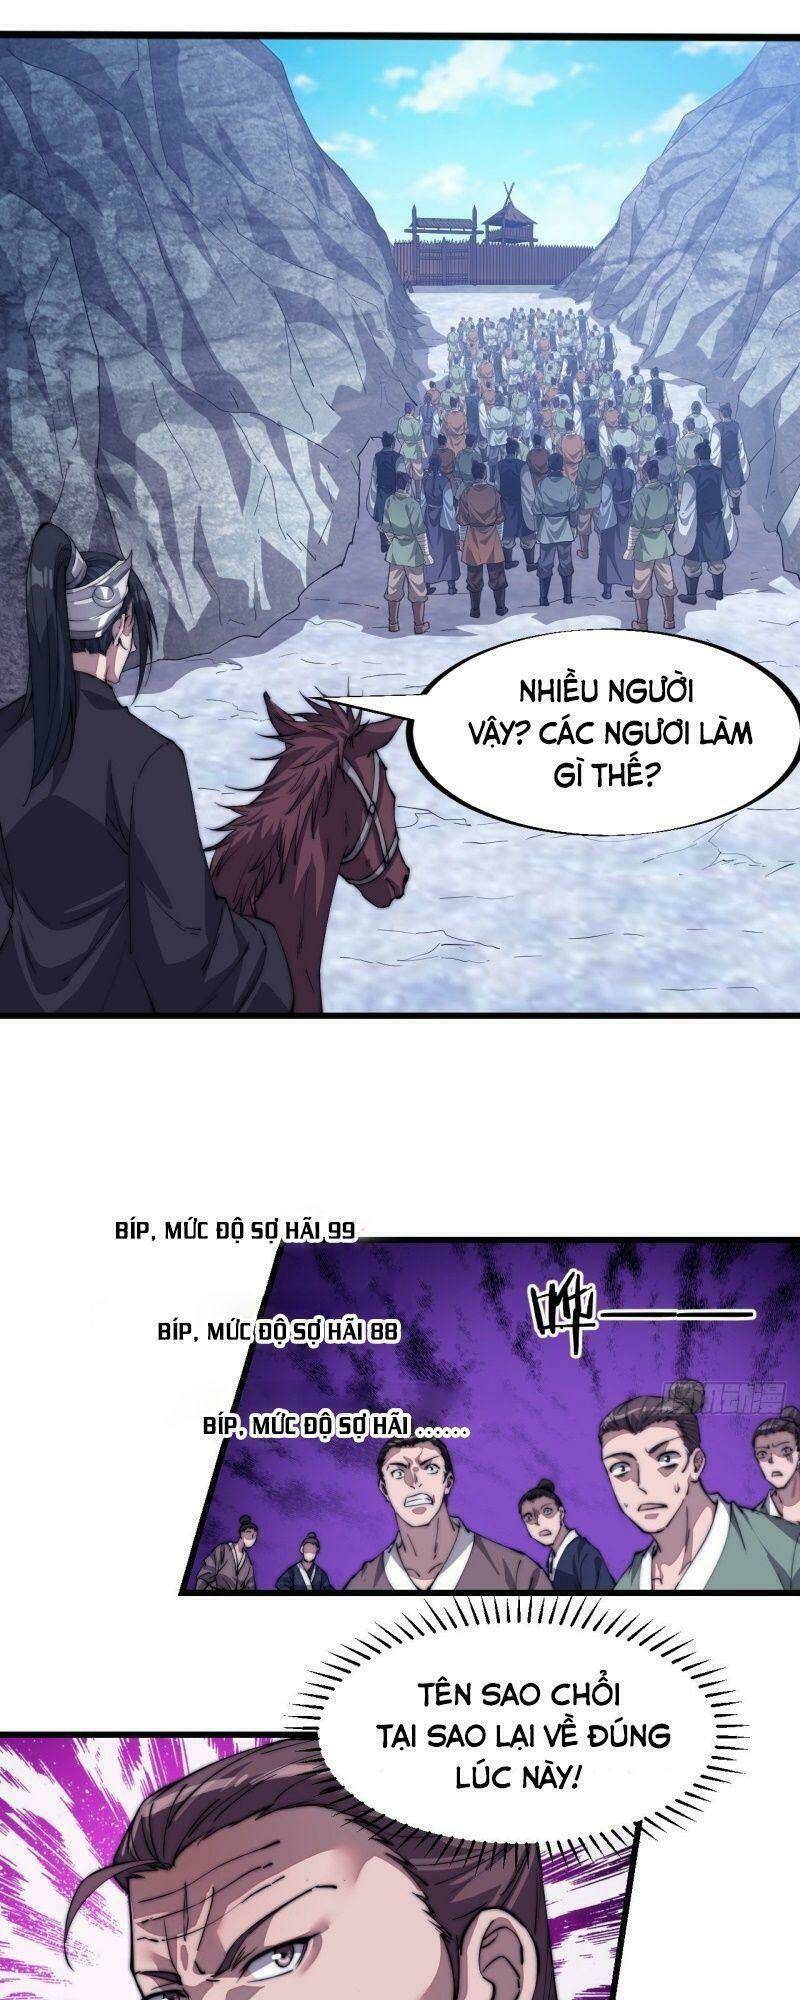 NHIỀU NGƯỜI
VẬY? CÁC NGƯƠI LÀM
GÌ THẾ?
BÍP, MỨC ĐỘ SỢ HÃI 99
哗——
BÍP, MỨC ĐỘ SỢ HÃI 88
BÍP, MỨC ĐỘ SỢ HÃI ......
TÊN SAO CHỔI
TẠI SAO LẠI VỀ ĐÚNG
LÚC NÀY!